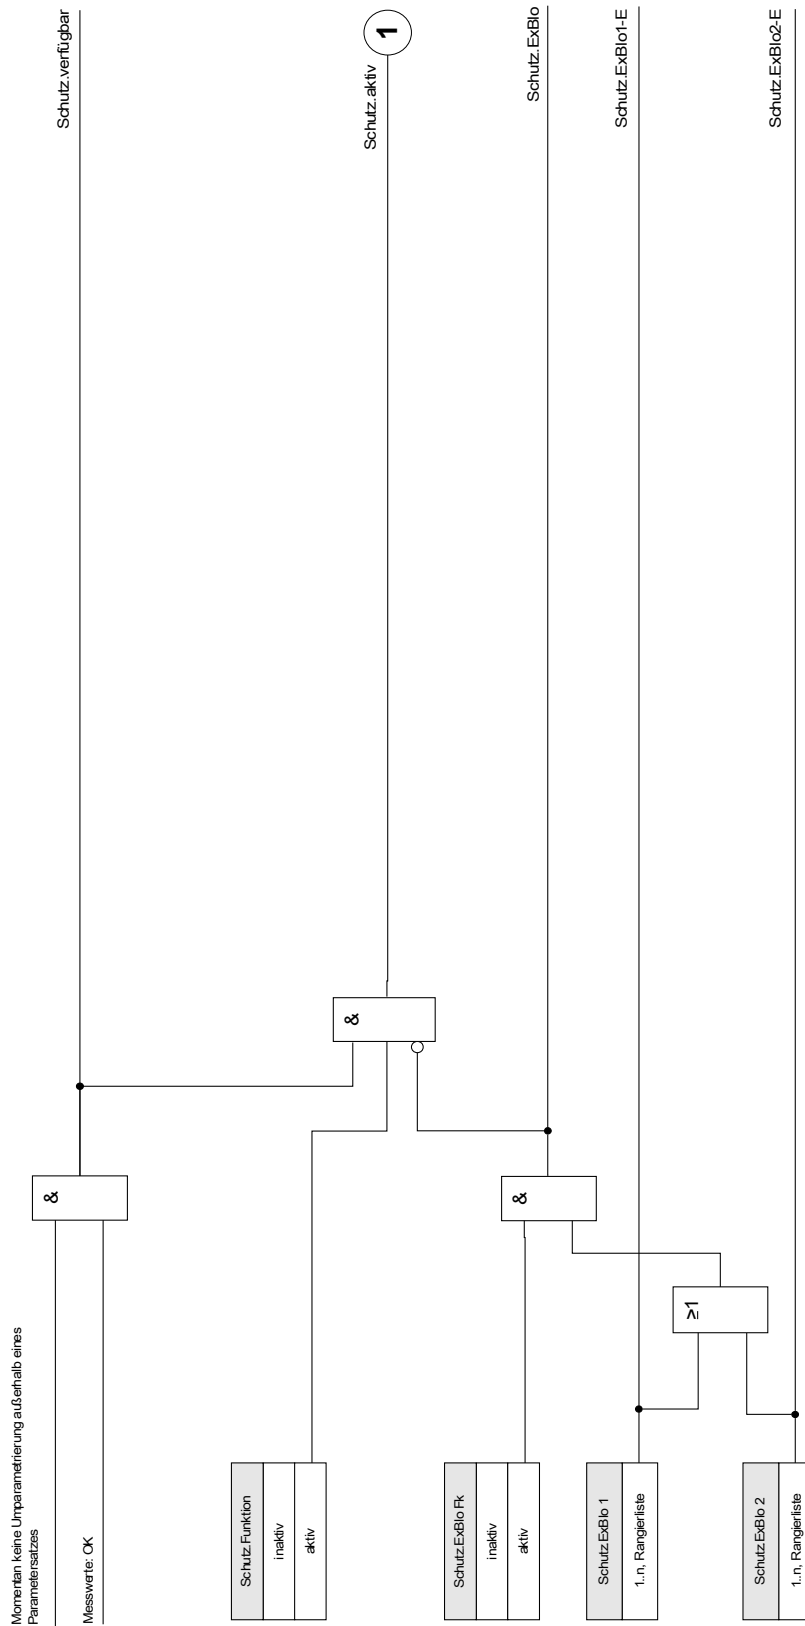 Momentan keine Umparametrierung außerhalb eines
Parametersatzes
Messwerte: OK
&
Schutz.verfügbar
Schutz.Funktion
inaktiv
aktiv
&
Schutz.aktiv
1
Schutz.ExBlo Fk
inaktiv
aktiv
&
Schutz.ExBlo
Schutz.ExBlo 1
1..n, Rangierliste
Schutz.ExBlo1-E
≥1
Schutz.ExBlo 2
1..n, Rangierliste
Schutz.ExBlo2-E